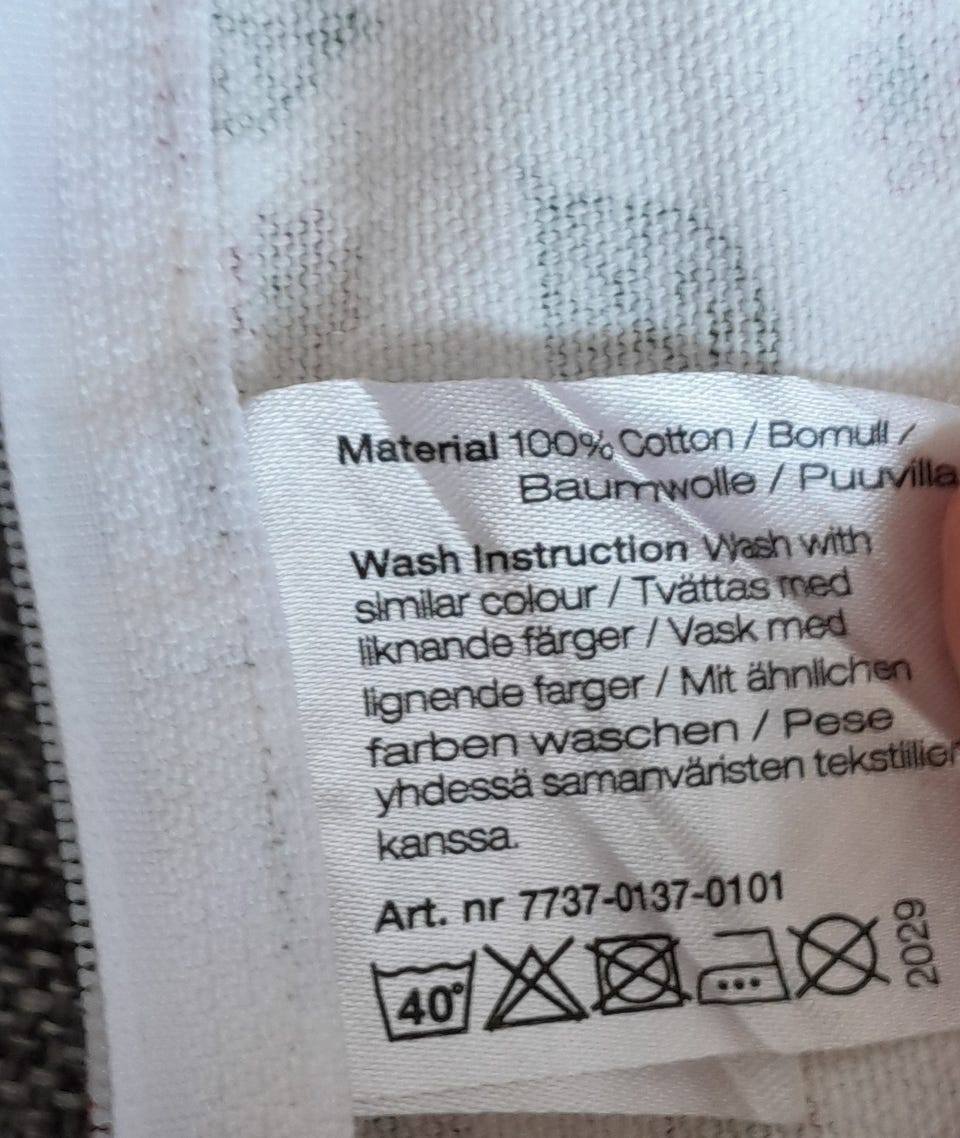 Material 100% Cotton / Bomull /
Baumwolle / Puuvilla
Wash Instruction Wash with
similar colour / Tvättas med
liknande färger / Vask med
lignende farger / Mit ähnlichen
farben waschen / Pese
yhdessä samanväristen tekstiilien
kanssa.
Art. nr 7737-0137-0101
40°
2029